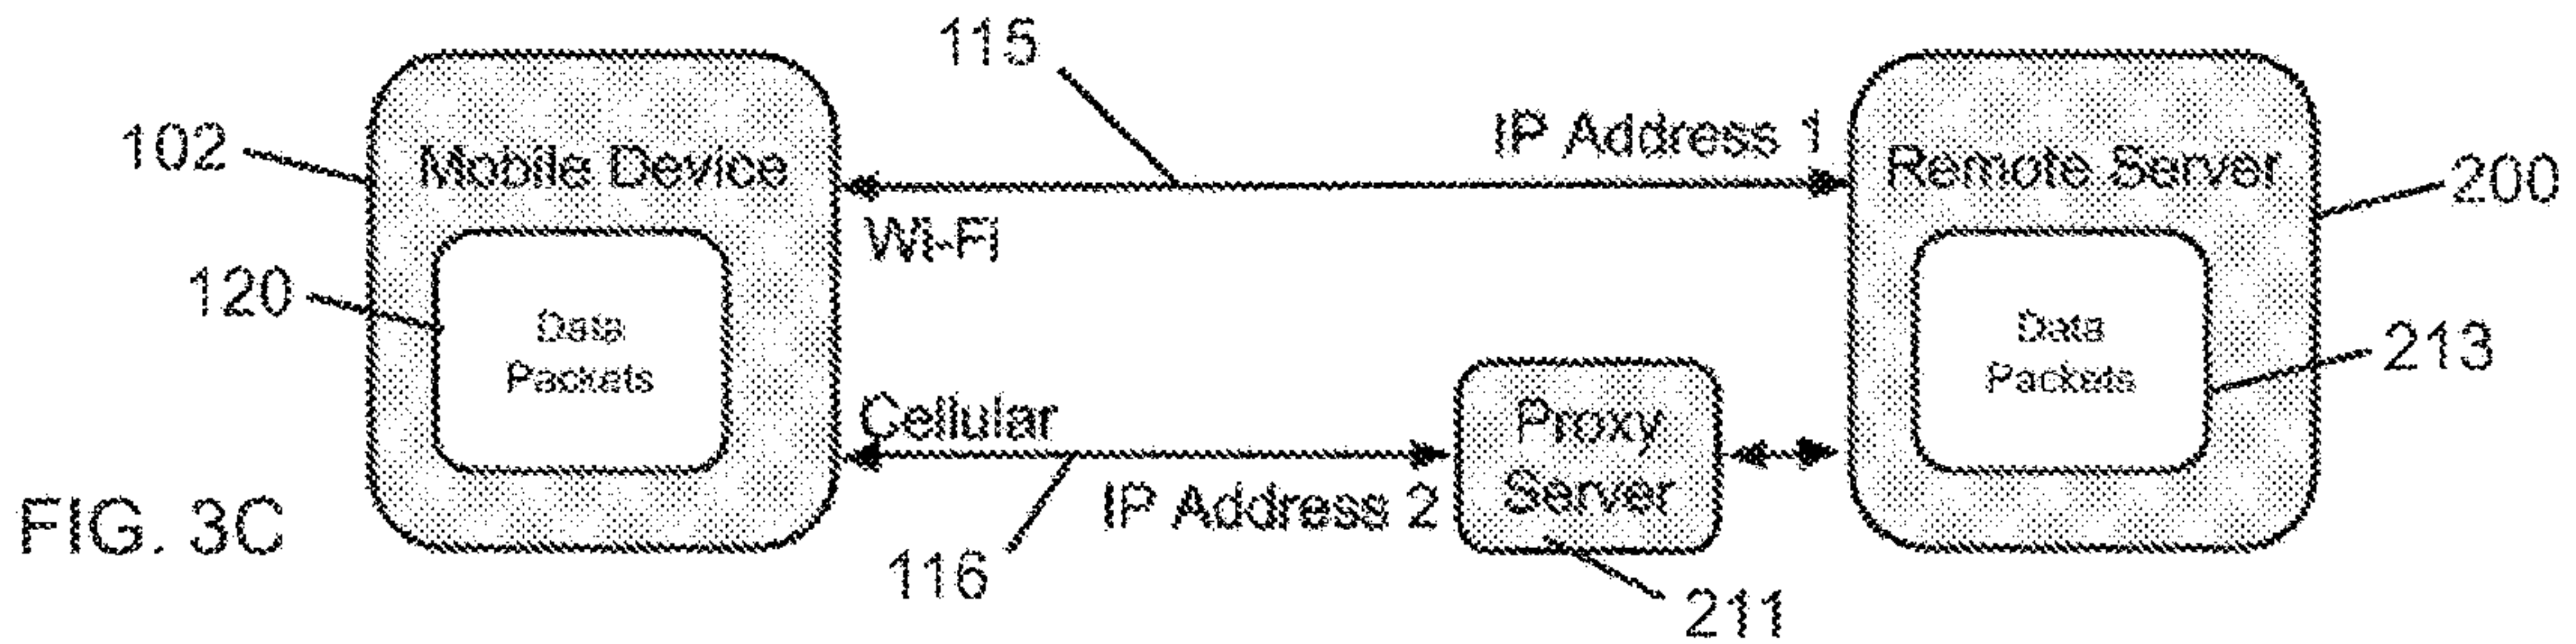 115
IP Address 1
102
Mobile Device
Remote Server
200
Wi-Fi
120
Data
Packets
Data
Packets
213
Cellular
Proxy
Server
IP Address 2
FIG. 3C
116
211